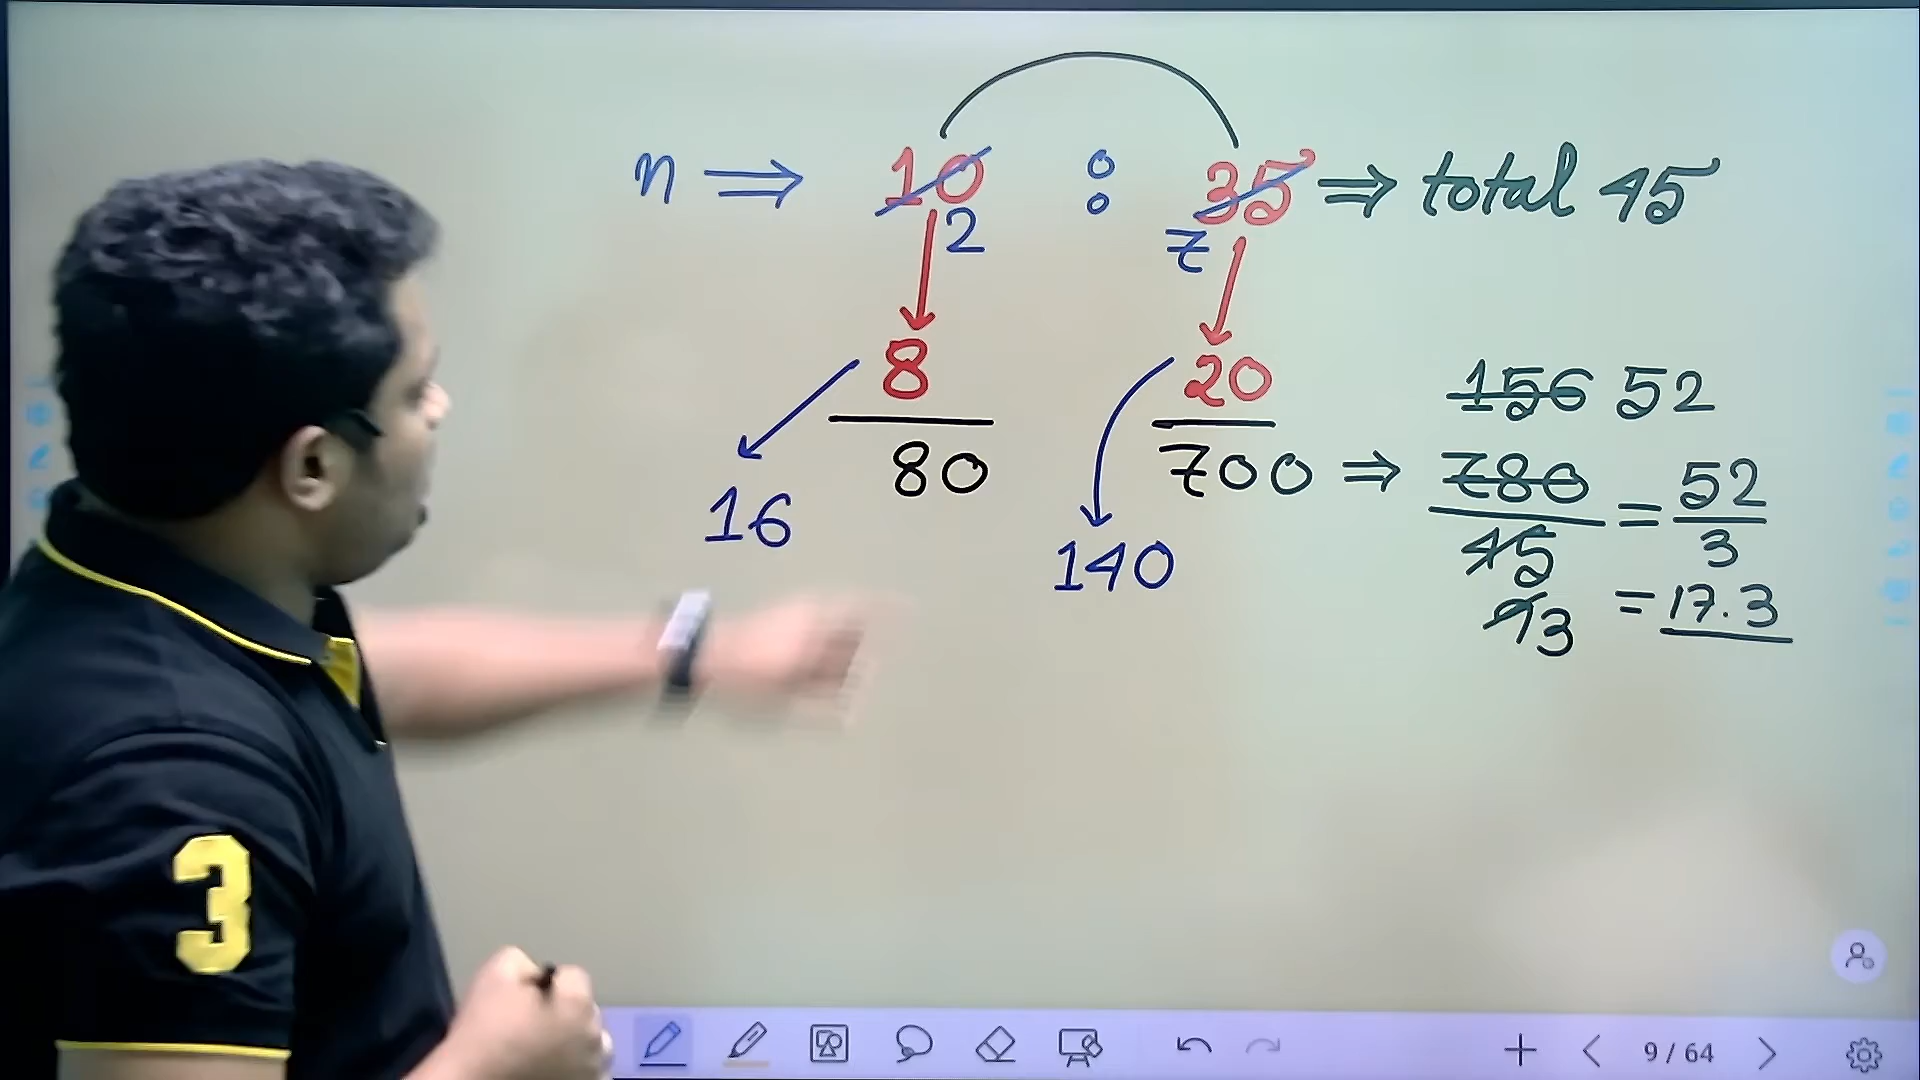 n ⇒ 10 : 35 ⇒ total 45
2 7
8 20
156 52
80 700 ⇒ 780/45 = 52/3
16 140
9 3 = 17.3
3
9 / 64